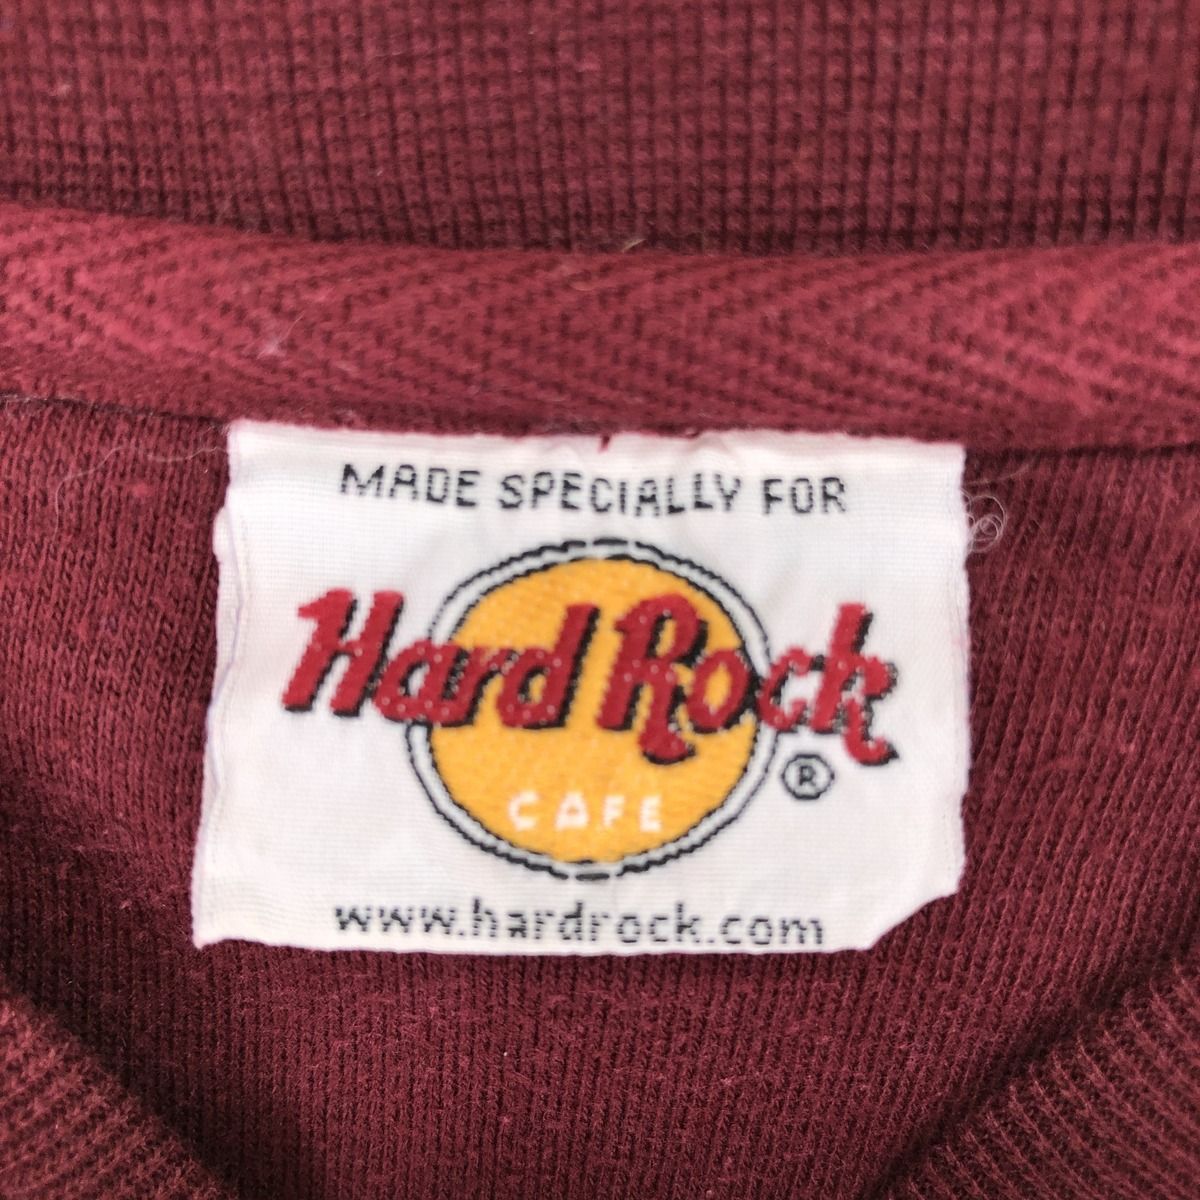 MADE SPECIALLY FOR
Hard Rock
CAFE
®
www.hardrock.com